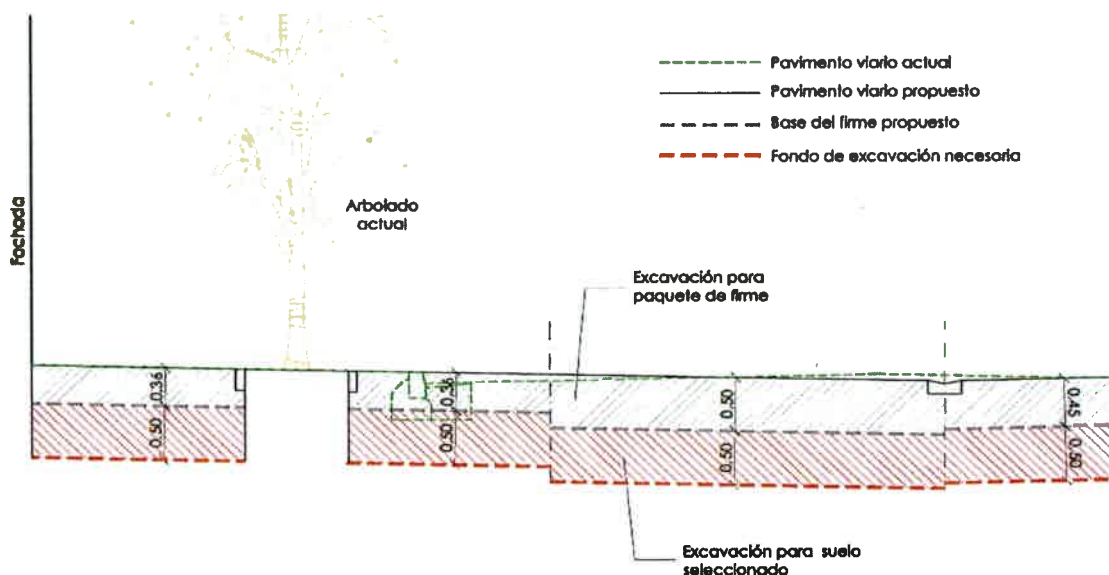 Pavimento viario actual
Pavimento viario propuesto
Base del firme propuesto
Fondo de excavación necesaria
Fachada
Arbolado
actual
Excavación para
paquete de firme
0.36
0.50
0.36
0.50
0.50
0.50
0.45
0.50
Excavación para suelo
seleccionado